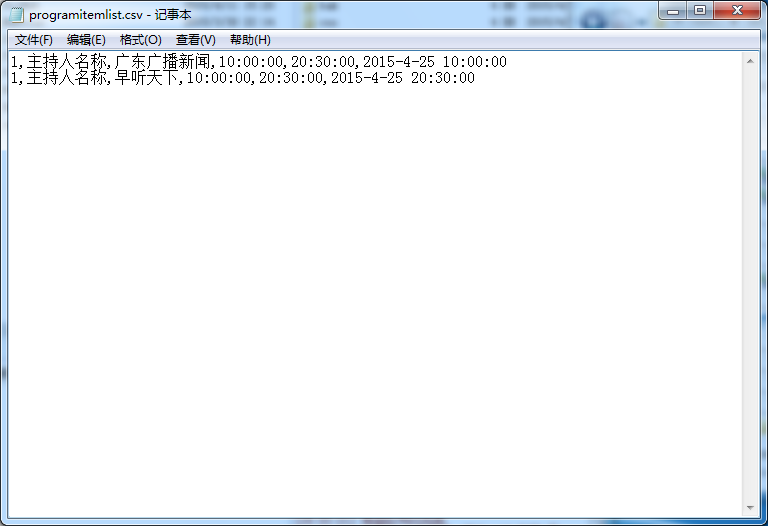 programitemlist.csv - 记事本
文件(F) 编辑(E) 格式(O) 查看(V) 帮助(H)
1,主持人名称,广东广播新闻,10:00:00,20:30:00,2015-4-25 10:00:00
1,主持人名称,早听天下,10:00:00,20:30:00,2015-4-25 20:30:00